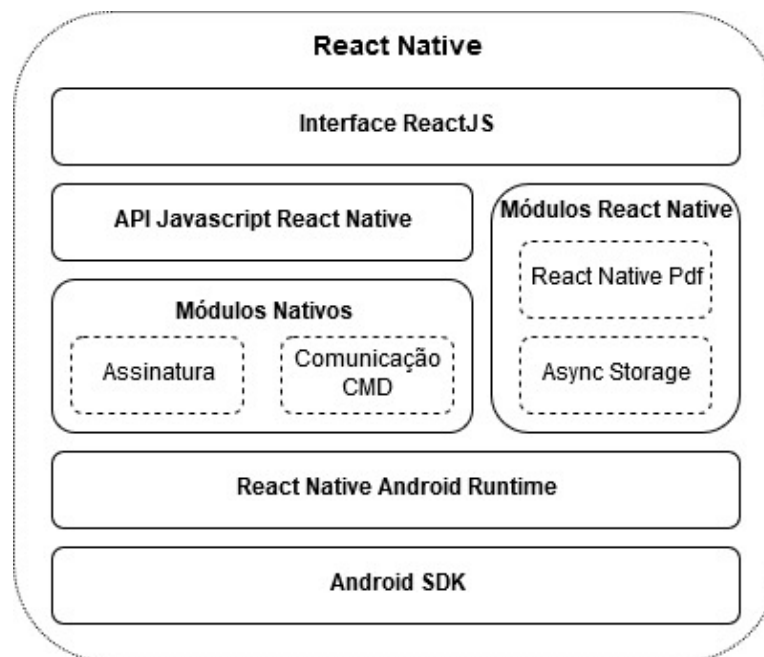 React Native
Interface ReactJS
API Javascript React Native
Módulos Nativos
Assinatura
Comunicação
CMD
Módulos React Native
React Native Pdf
Async Storage
React Native Android Runtime
Android SDK